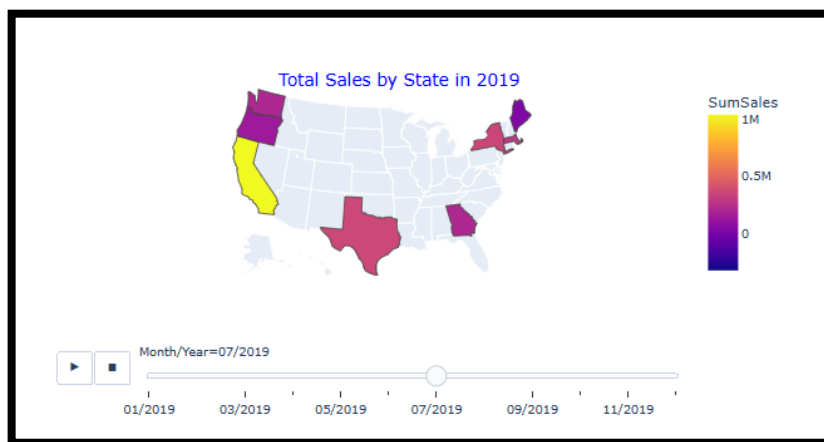 Total Sales by State in 2019
SumSales
1M
0.5M
0
Month/Year=07/2019
01/2019 03/2019 05/2019 07/2019 09/2019 11/2019